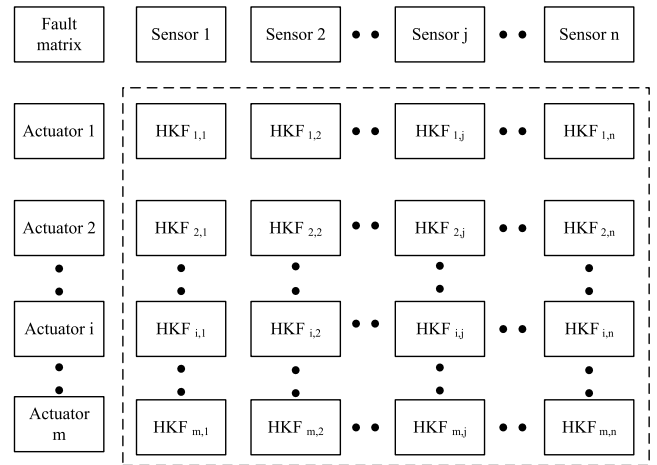 Fault
matrix
Sensor 1
Sensor 2
Sensor j
Sensor n
Actuator 1
HKF 1,1
HKF 1,2
HKF 1,j
HKF 1,n
Actuator 2
HKF 2,1
HKF 2,2
HKF 2,j
HKF 2,n
Actuator i
HKF i,1
HKF i,2
HKF i,j
HKF i,n
Actuator
m
HKF m,1
HKF m,2
HKF m,j
HKF m,n